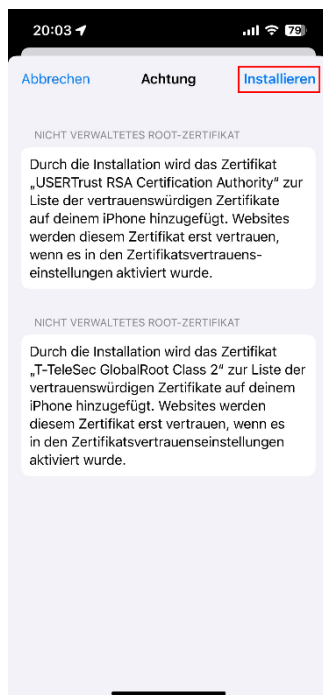 20:03
79
Abbrechen Achtung Installieren
NICHT VERWALTETES ROOT-ZERTIFIKAT
Durch die Installation wird das Zertifikat
„USERTrust RSA Certification Authority“ zur
Liste der vertrauenswürdigen Zertifikate
auf deinem iPhone hinzugefügt. Websites
werden diesem Zertifikat erst vertrauen,
wenn es in den Zertifikatsvertrauens-
einstellungen aktiviert wurde.
NICHT VERWALTETES ROOT-ZERTIFIKAT
Durch die Installation wird das Zertifikat
„T-TeleSec GlobalRoot Class 2“ zur Liste der
vertrauenswürdigen Zertifikate auf deinem
iPhone hinzugefügt. Websites werden
diesem Zertifikat erst vertrauen, wenn es
in den Zertifikatsvertrauenseinstellungen
aktiviert wurde.